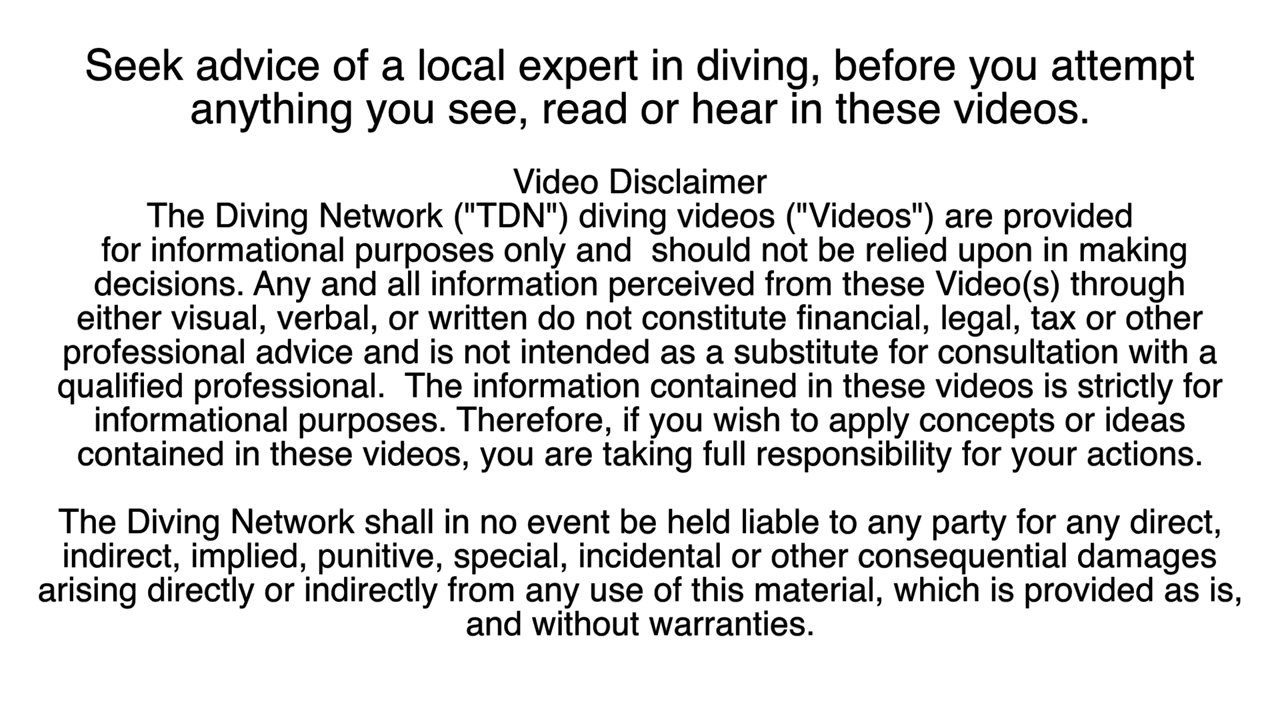 Seek advice of a local expert in diving, before you attempt
anything you see, read or hear in these videos.
Video Disclaimer
The Diving Network ("TDN") diving videos ("Videos") are provided
for informational purposes only and  should not be relied upon in making
decisions. Any and all information perceived from these Video(s) through
either visual, verbal, or written do not constitute financial, legal, tax or other
professional advice and is not intended as a substitute for consultation with a
qualified professional.  The information contained in these videos is strictly for
informational purposes. Therefore, if you wish to apply concepts or ideas
contained in these videos, you are taking full responsibility for your actions.
The Diving Network shall in no event be held liable to any party for any direct,
indirect, implied, punitive, special, incidental or other consequential damages
arising directly or indirectly from any use of this material, which is provided as is,
and without warranties.